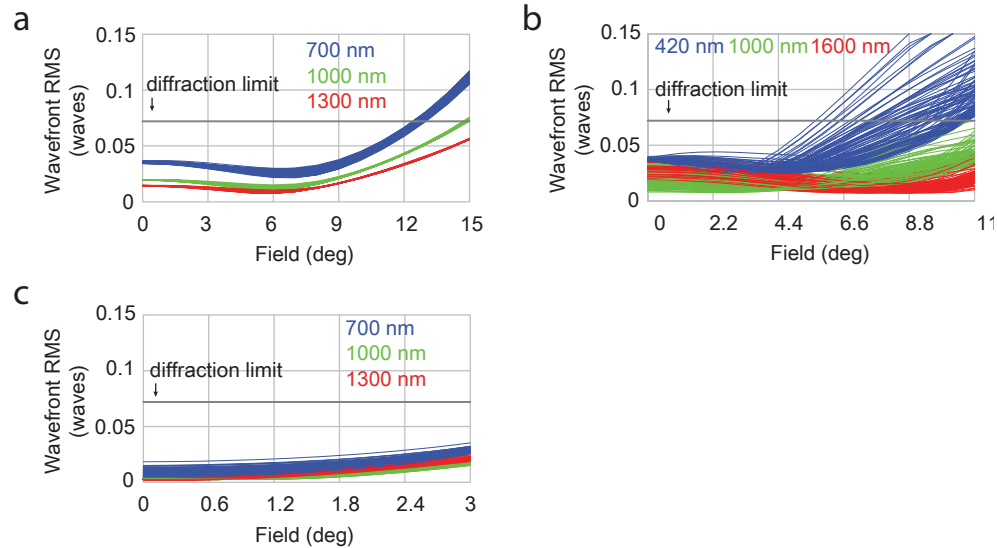 a
Wavefront RMS
(waves)
0.15
0.1
0.05
0
700 nm
1000 nm
1300 nm
diffraction limit
0 3 6 9 12 15
Field (deg)
b
Wavefront RMS
(waves)
0.15
0.1
0.05
0
420 nm 1000 nm 1600 nm
diffraction limit
0 2.2 4.4 6.6 8.8 11
Field (deg)
c
Wavefront RMS
(waves)
0.15
0.1
0.05
0
700 nm
1000 nm
1300 nm
diffraction limit
0 0.6 1.2 1.8 2.4 3
Field (deg)